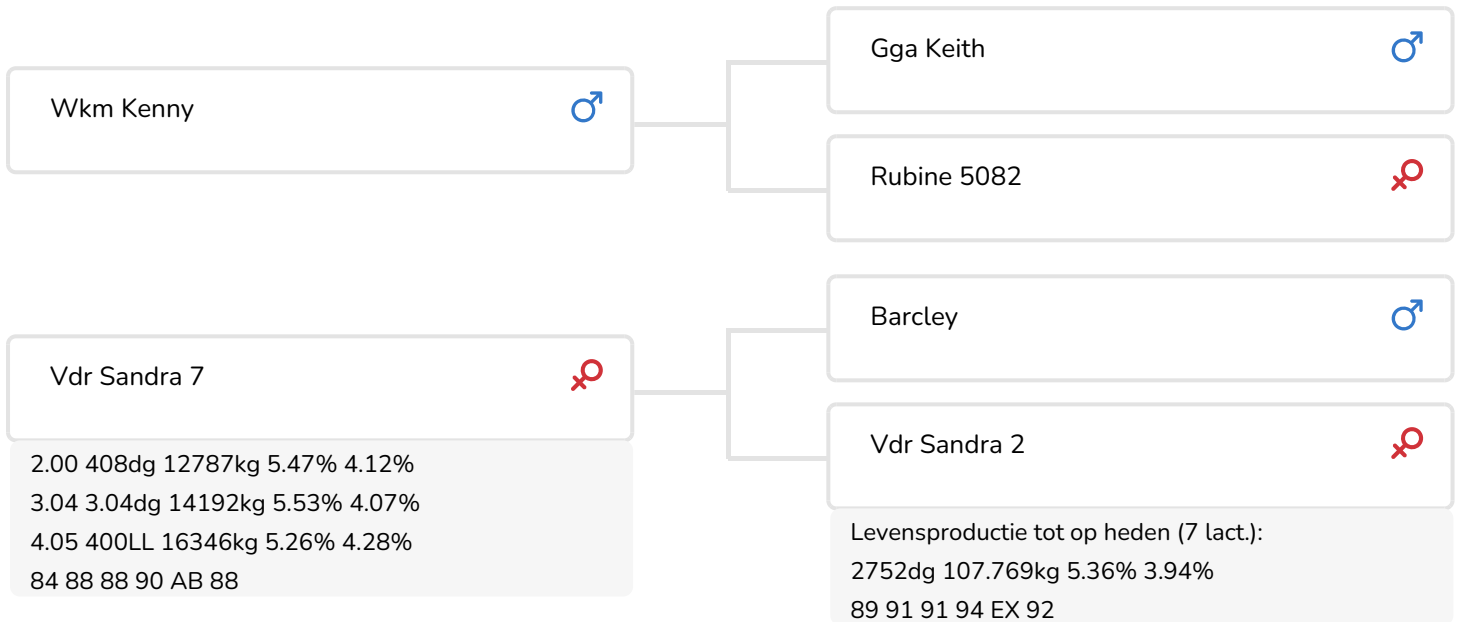 Wkm Kenny
Gga Keith
Rubine 5082
Vdr Sandra 7
2.00 408dg 12787kg 5.47% 4.12%
3.04 3.04dg 14192kg 5.53% 4.07%
4.05 400LL 16346kg 5.26% 4.28%
84 88 88 90 AB 88
Barcley
Vdr Sandra 2
Levensproductie tot op heden (7 lact.):
2752dg 107.769kg 5.36% 3.94%
89 91 91 94 EX 92